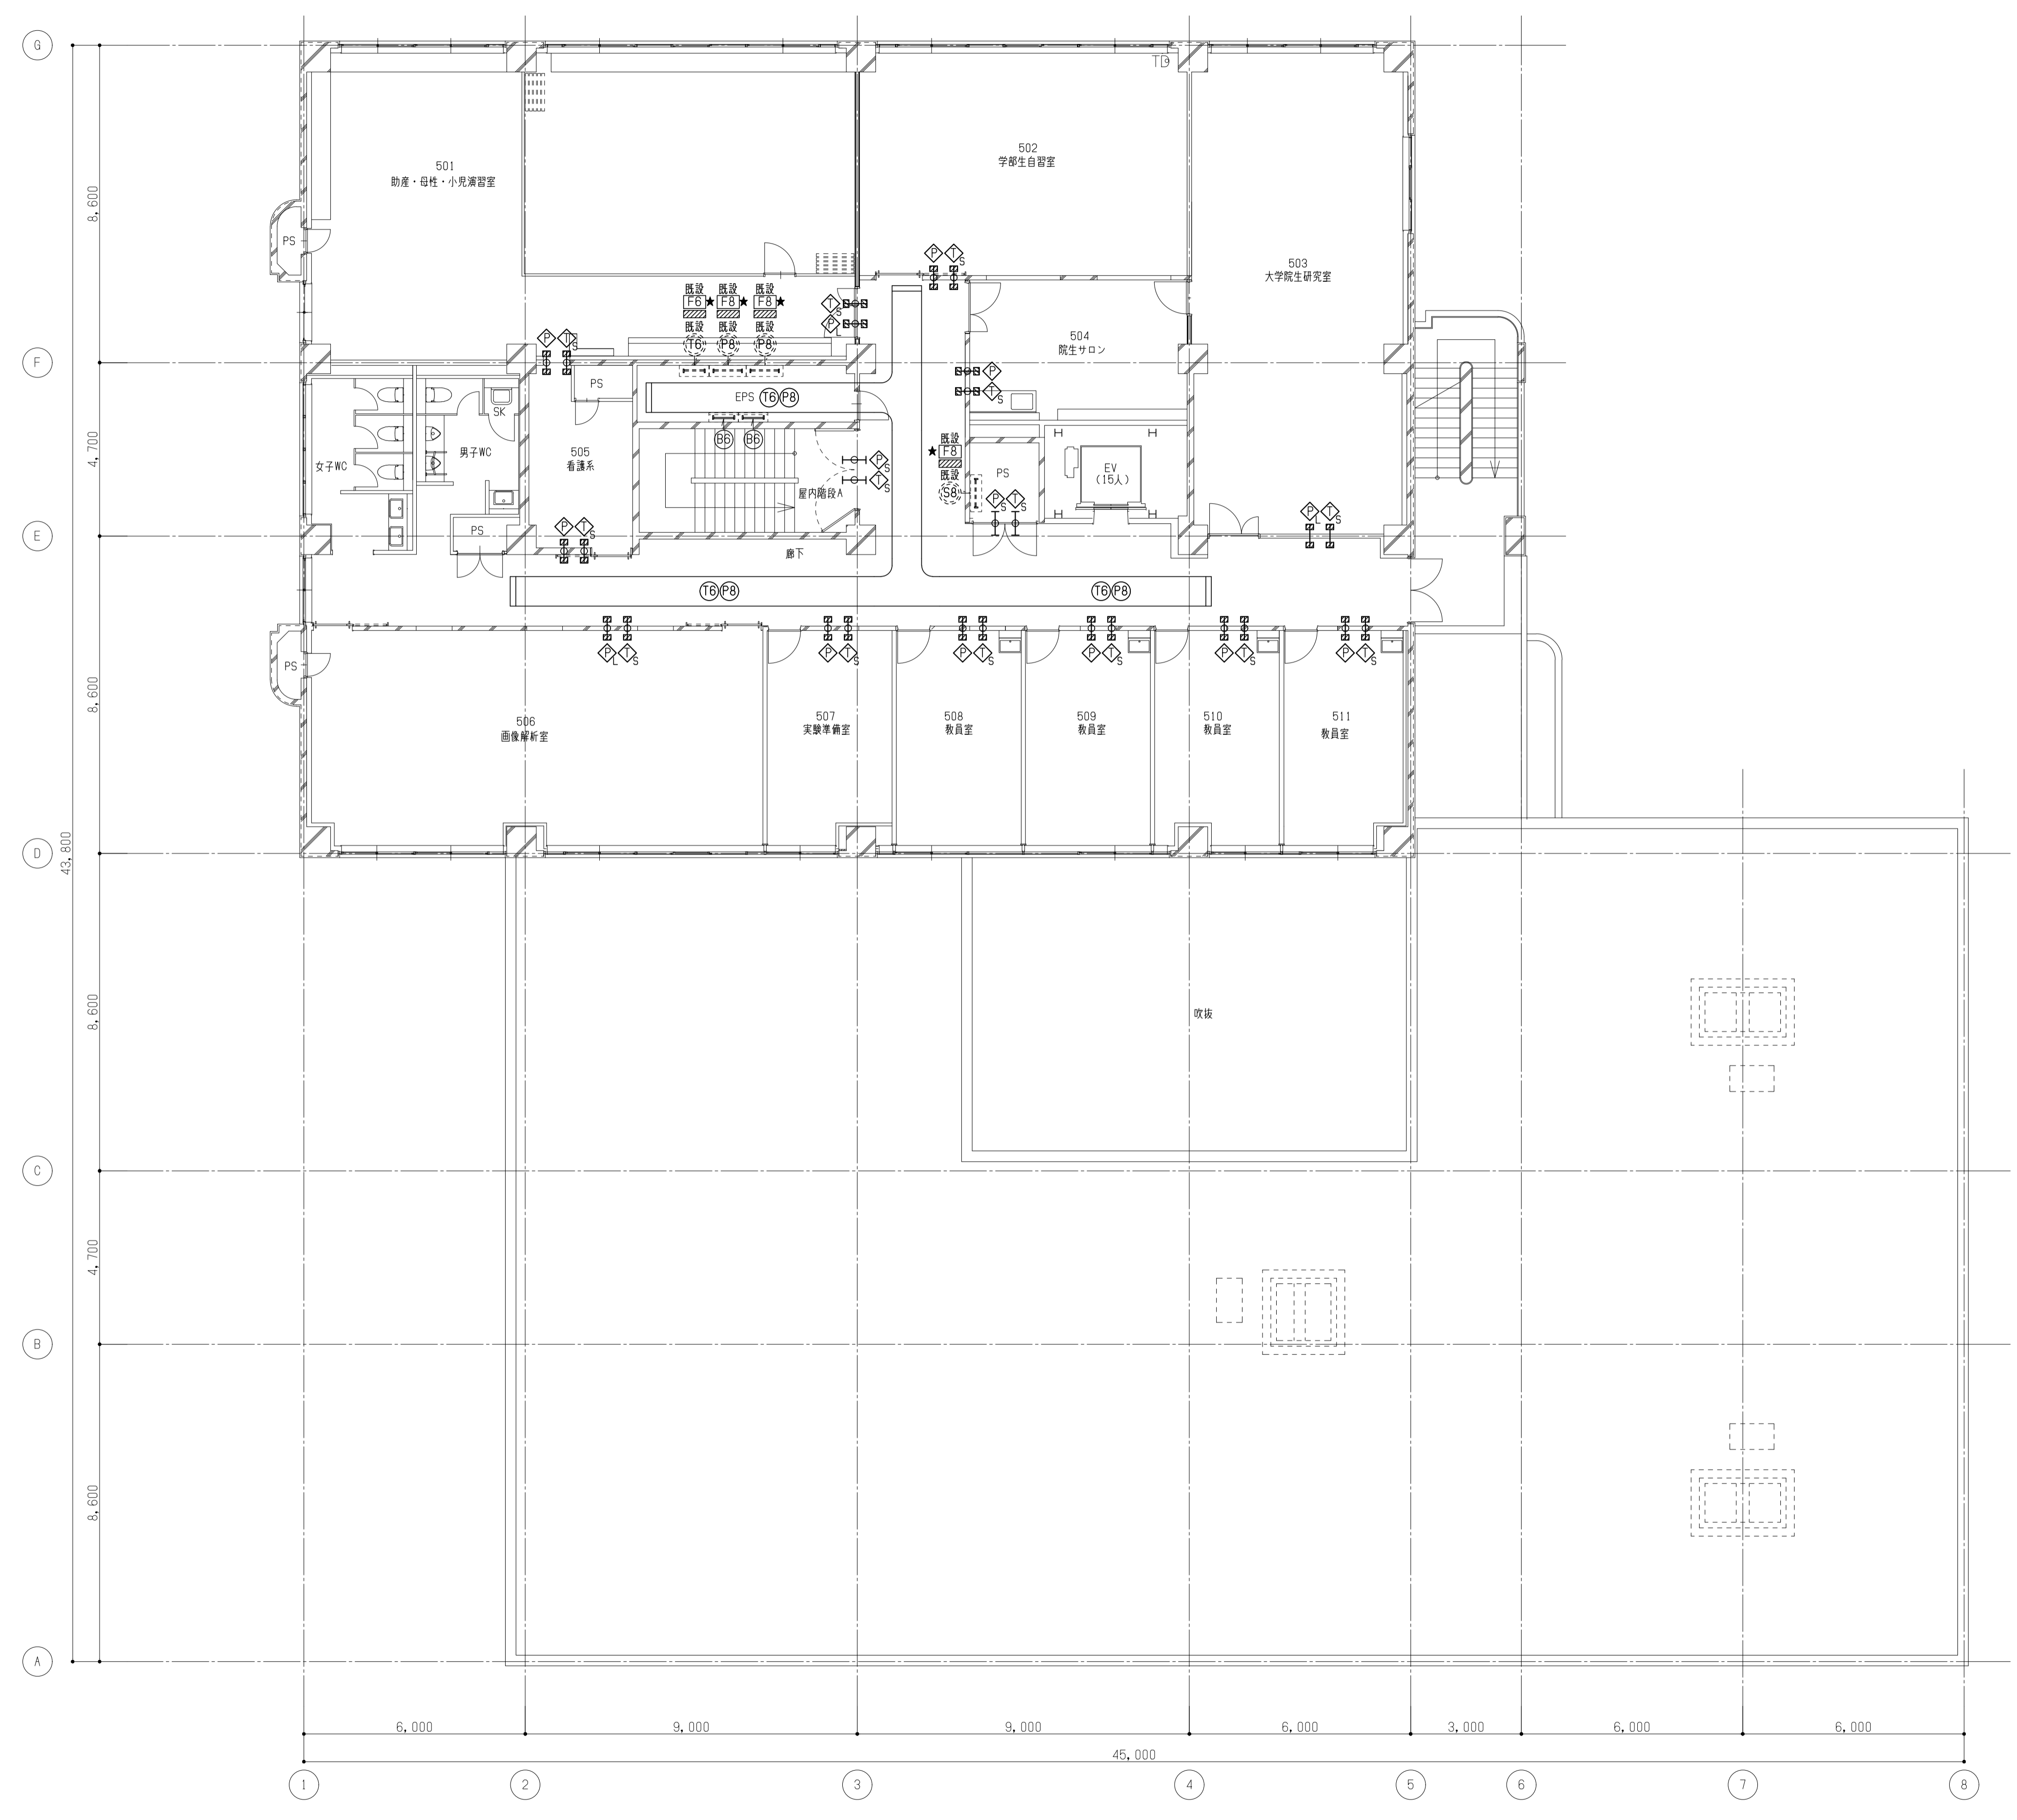 G
TD
502
学部生自習室
501
助産・母性・小児演習室
8,600
PS
503
大学院生研究室
P
T S
既設
既設
既設
F6 ★
F8 ★
F8 ★
T S
P L
既設
既設
既設
T6
P8
P8
504
院生サロン
P
T S
F
P
T S
PS
EPS
T6
P8
SK
B6
B6
既設
★ F8
既設
S8
4,700
女子WC
男子WC
505
看護系
P S
T S
屋内階段A
PS
EV
(15人)
P S
T S
P L
T S
P
T S
PS
E
廊下
T6
P8
T6
P8
P L
T S
P
T S
P
T S
P
T S
P
T S
P
T S
PS
8,600
506
画像解析室
507
実験準備室
508
教員室
509
教員室
510
教員室
511
教員室
D
43,800
8,600
吹抜
C
4,700
B
8,600
A
6,000
9,000
9,000
6,000
3,000
6,000
6,000
45,000
1
2
3
4
5
6
7
8